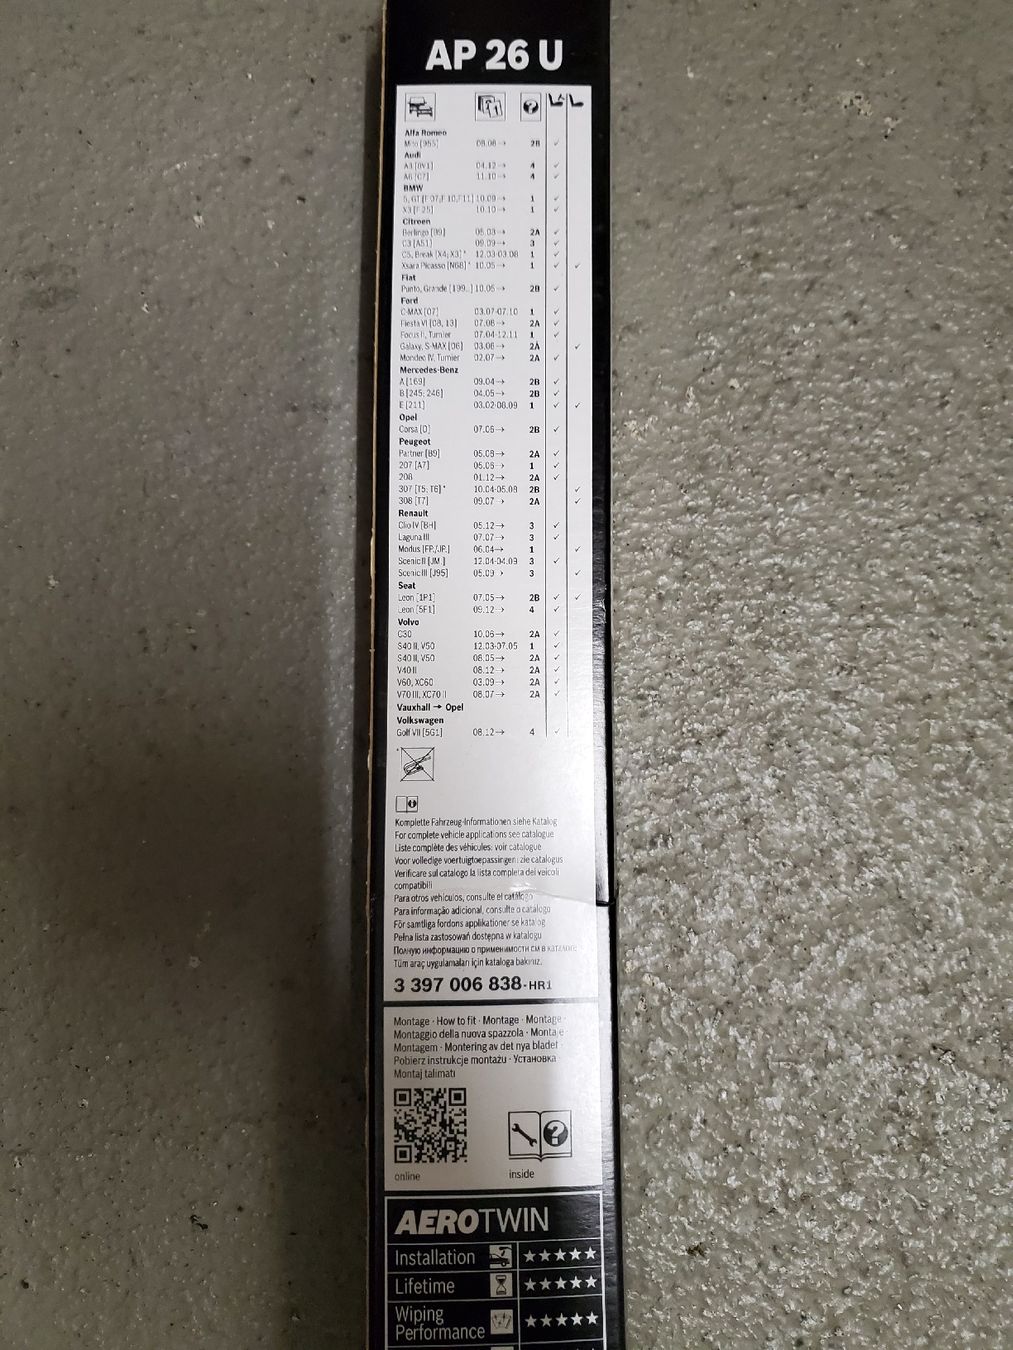 AP 26 U
Alfa Romeo
Mito [955] 08.08→ 2B ✓
Audi
A3 [8V1] 04.12→ 4 ✓
A6 [C7] 11.10→ 4 ✓
BMW
5, GT [F 07,F 10,F11] 10.09→ 1 ✓
X3 [F 25] 10.10→ 1 ✓
Citroen
Berlingo [B9] 05.08→ 2A ✓
C3 [A51] 09.09→ 3 ✓
C5, Break [X4; X3]* 12.03-03.08 1 ✓
Xsara Picasso [N68]* 10.05→ 1 ✓ ✓
Fiat
Punto, Grande [199..] 10.05→ 2B ✓
Ford
C-MAX [07] 03.07-07.10 1 ✓
Fiesta VI [08, 13] 07.08→ 2A ✓
Focus II, Turnier 07.04-12.11 1 ✓
Galaxy, S-MAX [06] 03.06→ 2A ✓
Mondeo IV, Turnier 02.07→ 2A ✓
Mercedes-Benz
A [169] 09.04→ 2B ✓
B [245; 246] 04.05→ 2B ✓
E [211] 03.02-08.09 1 ✓ ✓
Opel
Corsa [D] 07.06→ 2B ✓
Peugeot
Partner [B9] 05.08→ 2A ✓
207 [A7] 05.06→ 1 ✓
208 01.12→ 2A ✓
307 [T5; T6]* 10.04-05.08 2B ✓
308 [T7] 09.07→ 2A ✓
Renault
Clio IV [BH] 05.12→ 3 ✓
Laguna III 07.07→ 3 ✓
Modus [FP./JP.] 06.04→ 1 ✓
Scenic II [JM.] 12.04-04.09 3 ✓
Scenic III [J95] 05.09→ 3 ✓
Seat
Leon [1P1] 07.05→ 2B ✓ ✓
Leon [5F1] 09.12→ 4 ✓
Volvo
C30 10.06→ 2A ✓
S40 II, V50 12.03-07.05 1 ✓
S40 II, V50 08.05→ 2A ✓
V40 II 08.12→ 2A ✓
V60, XC60 03.09→ 2A ✓
V70 III, XC70 II 08.07→ 2A ✓
Vauxhall → Opel
Volkswagen
Golf VII [5G1] 08.12→ 4 ✓
*
Komplette Fahrzeug-Informationen siehe Katalog
For complete vehicle applications see catalogue
Liste complète des véhicules: voir catalogue
Voor volledige voertuigtoepassingen: zie catalogus
Verificare sul catalogo la lista completa dei veicoli
compatibili
Para otros vehículos, consulte el catálogo
Para informação adicional, consulte o catálogo
För samtliga fordons applikationer se katalog
Pełna lista zastosowań dostępna w katalogu
Полную информацию о применимости см в каталоге
Tüm araç uygulamaları için kataloga bakınız.
3 397 006 838-HR1
Montage · How to fit · Montage · Montage ·
Montaggio della nuova spazzola · Montaje ·
Montagem · Montering av det nya bladet ·
Pobierz instrukcje montażu · Установка
Montaj talimatı
online
inside
AEROTWIN
Installation ★★★★★
Lifetime ★★★★★
Wiping
Performance ★★★★★